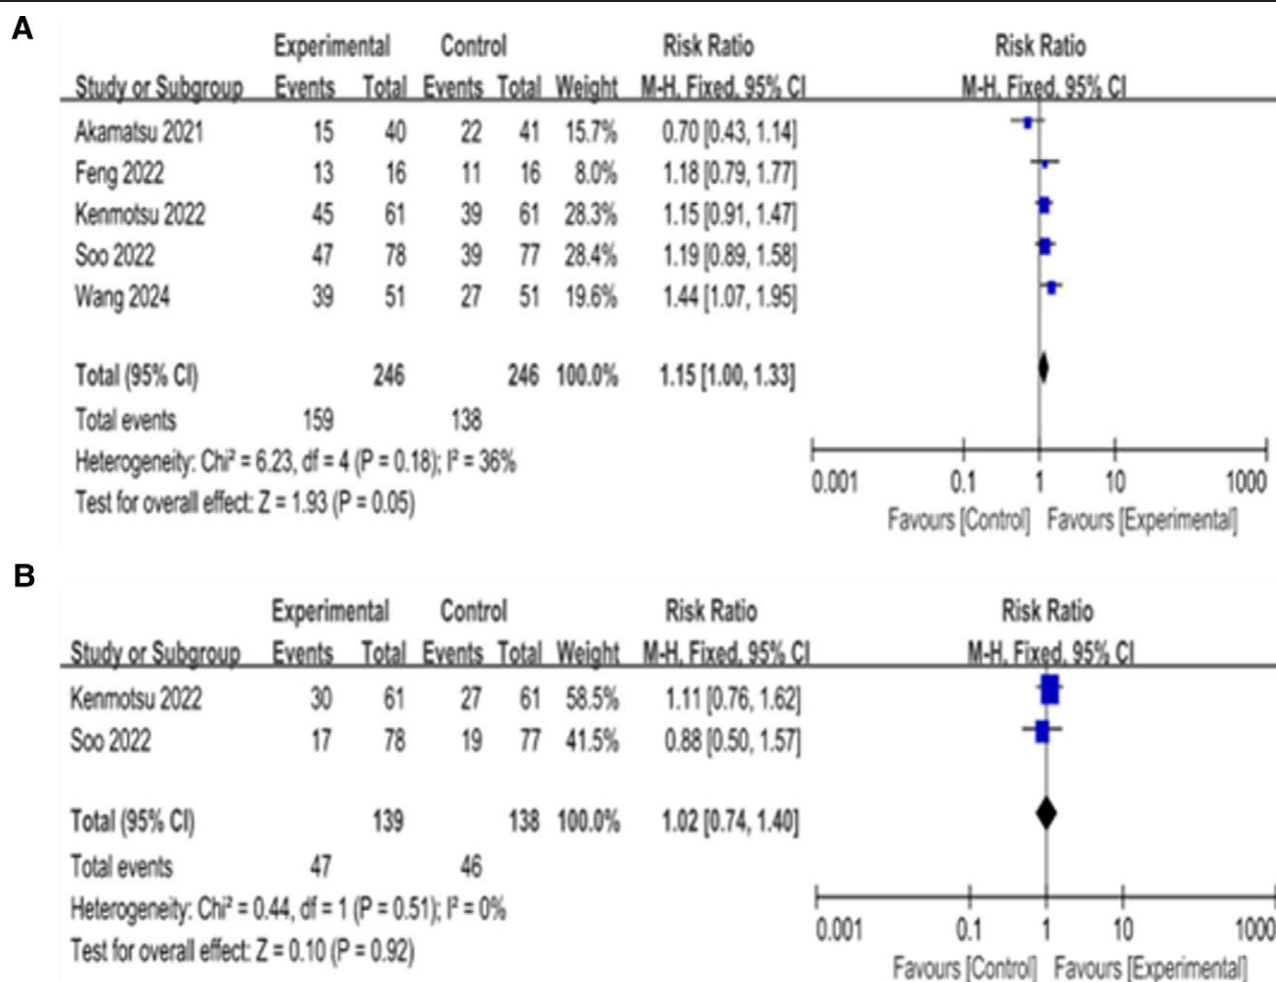 A
Experimental Control Risk Ratio Risk Ratio
Study or Subgroup Events Total Events Total Weight M-H, Fixed, 95% CI M-H, Fixed, 95% CI
Akamatsu 2021 15 40 22 41 15.7% 0.70 [0.43, 1.14]
Feng 2022 13 16 11 16 8.0% 1.18 [0.79, 1.77]
Kenmotsu 2022 45 61 39 61 28.3% 1.15 [0.91, 1.47]
Soo 2022 47 78 39 77 28.4% 1.19 [0.89, 1.58]
Wang 2024 39 51 27 51 19.6% 1.44 [1.07, 1.95]
Total (95% CI) 246 246 100.0% 1.15 [1.00, 1.33]
Total events 159 138
Heterogeneity: Chi² = 6.23, df = 4 (P = 0.18); I² = 36%
Test for overall effect: Z = 1.93 (P = 0.05)
0.001 0.1 1 10 1000
Favours [Control] Favours [Experimental]
B
Experimental Control Risk Ratio Risk Ratio
Study or Subgroup Events Total Events Total Weight M-H, Fixed, 95% CI M-H, Fixed, 95% CI
Kenmotsu 2022 30 61 27 61 58.5% 1.11 [0.76, 1.62]
Soo 2022 17 78 19 77 41.5% 0.88 [0.50, 1.57]
Total (95% CI) 139 138 100.0% 1.02 [0.74, 1.40]
Total events 47 46
Heterogeneity: Chi² = 0.44, df = 1 (P = 0.51); I² = 0%
Test for overall effect: Z = 0.10 (P = 0.92)
0.001 0.1 1 10 1000
Favours [Control] Favours [Experimental]